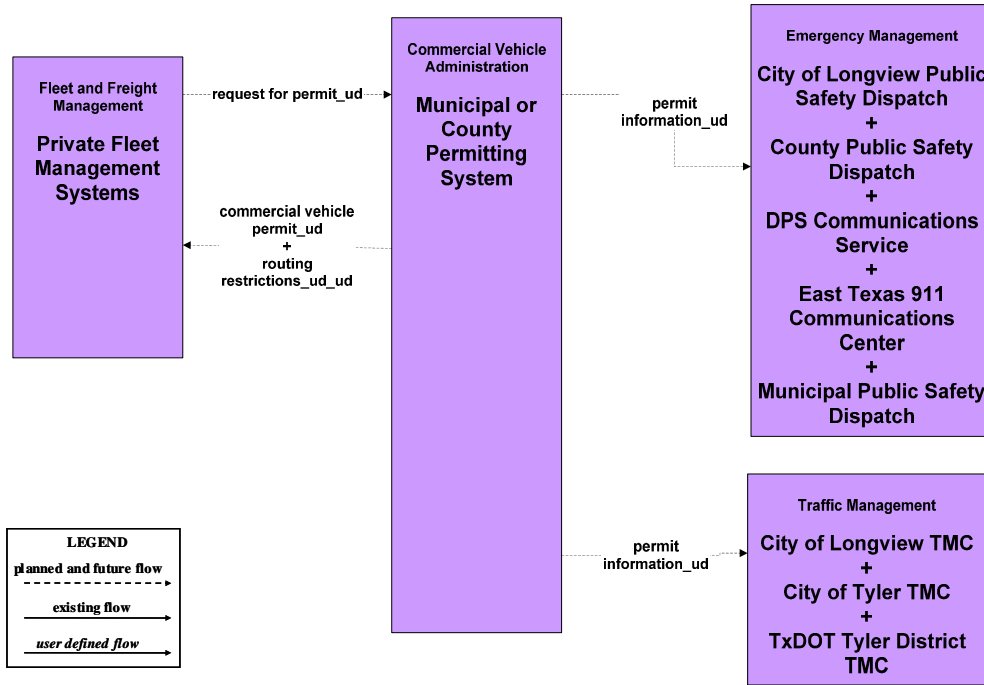 Fleet and Freight
Management
Private Fleet
Management
Systems
request for permit_ud
commercial vehicle
permit_ud
+
routing
restrictions_ud_ud
Commercial Vehicle
Administration
Municipal or
County
Permitting
System
permit
information_ud
Emergency Management
City of Longview Public
Safety Dispatch
+
County Public Safety
Dispatch
+
DPS Communications
Service
+
East Texas 911
Communications
Center
+
Municipal Public Safety
Dispatch
permit
information_ud
Traffic Management
City of Longview TMC
+
City of Tyler TMC
+
TxDOT Tyler District
TMC
LEGEND
planned and future flow
existing flow
user defined flow